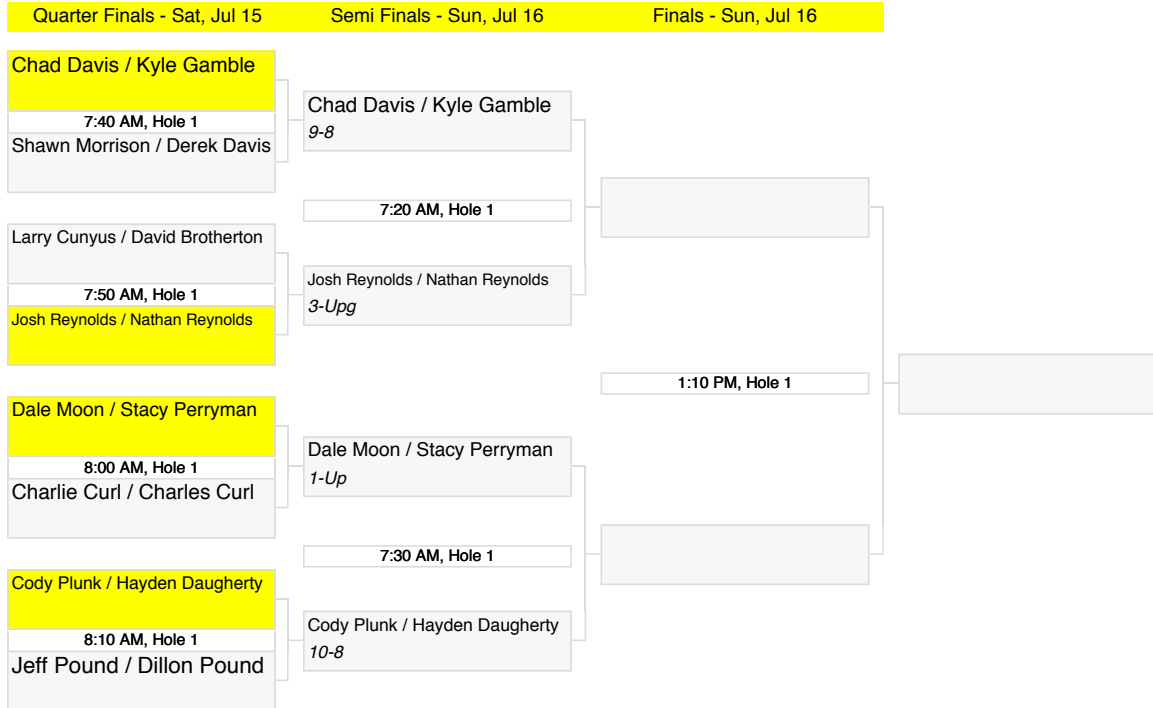 Quarter Finals - Sat, Jul 15
Semi Finals - Sun, Jul 16
Finals - Sun, Jul 16
Chad Davis / Kyle Gamble
7:40 AM, Hole 1
Shawn Morrison / Derek Davis
Larry Cunyus / David Brotherton
7:50 AM, Hole 1
Josh Reynolds / Nathan Reynolds
Dale Moon / Stacy Perryman
8:00 AM, Hole 1
Charlie Curl / Charles Curl
Cody Plunk / Hayden Daugherty
8:10 AM, Hole 1
Jeff Pound / Dillon Pound
Chad Davis / Kyle Gamble
9-8
7:20 AM, Hole 1
Josh Reynolds / Nathan Reynolds
3-Upg
Dale Moon / Stacy Perryman
1-Up
7:30 AM, Hole 1
Cody Plunk / Hayden Daugherty
10-8
1:10 PM, Hole 1